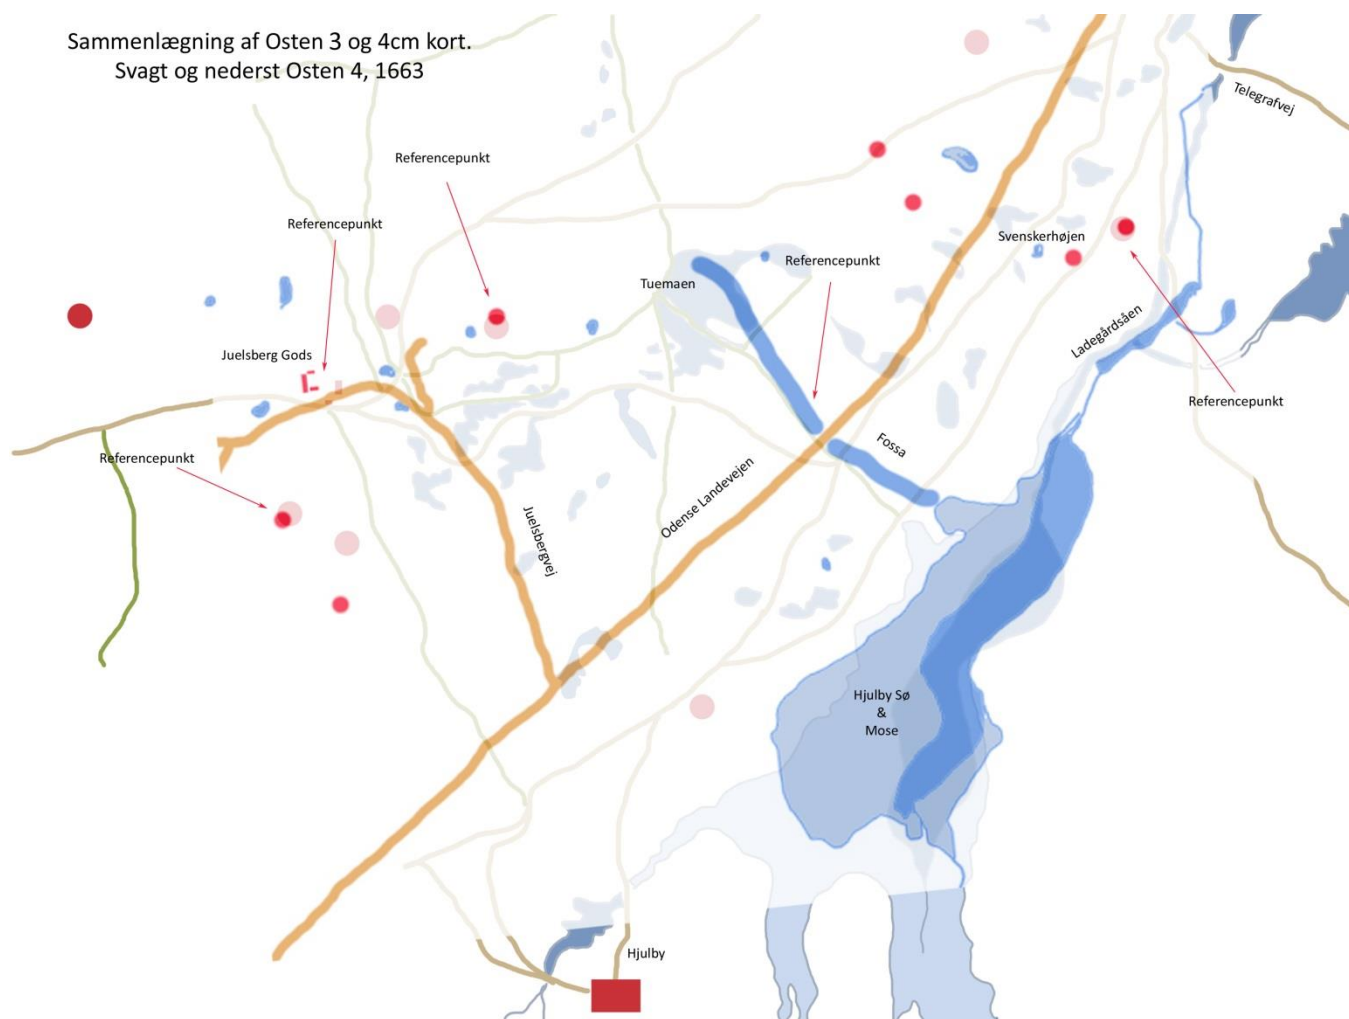 Sammenlægning af Osten 3 og 4cm kort.
Svagt og nederst Osten 4, 1663
Telegrafvej
Referencepunkt
Referencepunkt
Svenskerhøjen
Referencepunkt
Tuemaen
Ladegårdsåen
Juelsberg Gods
Referencepunkt
Fossa
Referencepunkt
Odense Landevejen
Juelsbergvej
Hjulby Sø
&
Mose
Hjulby